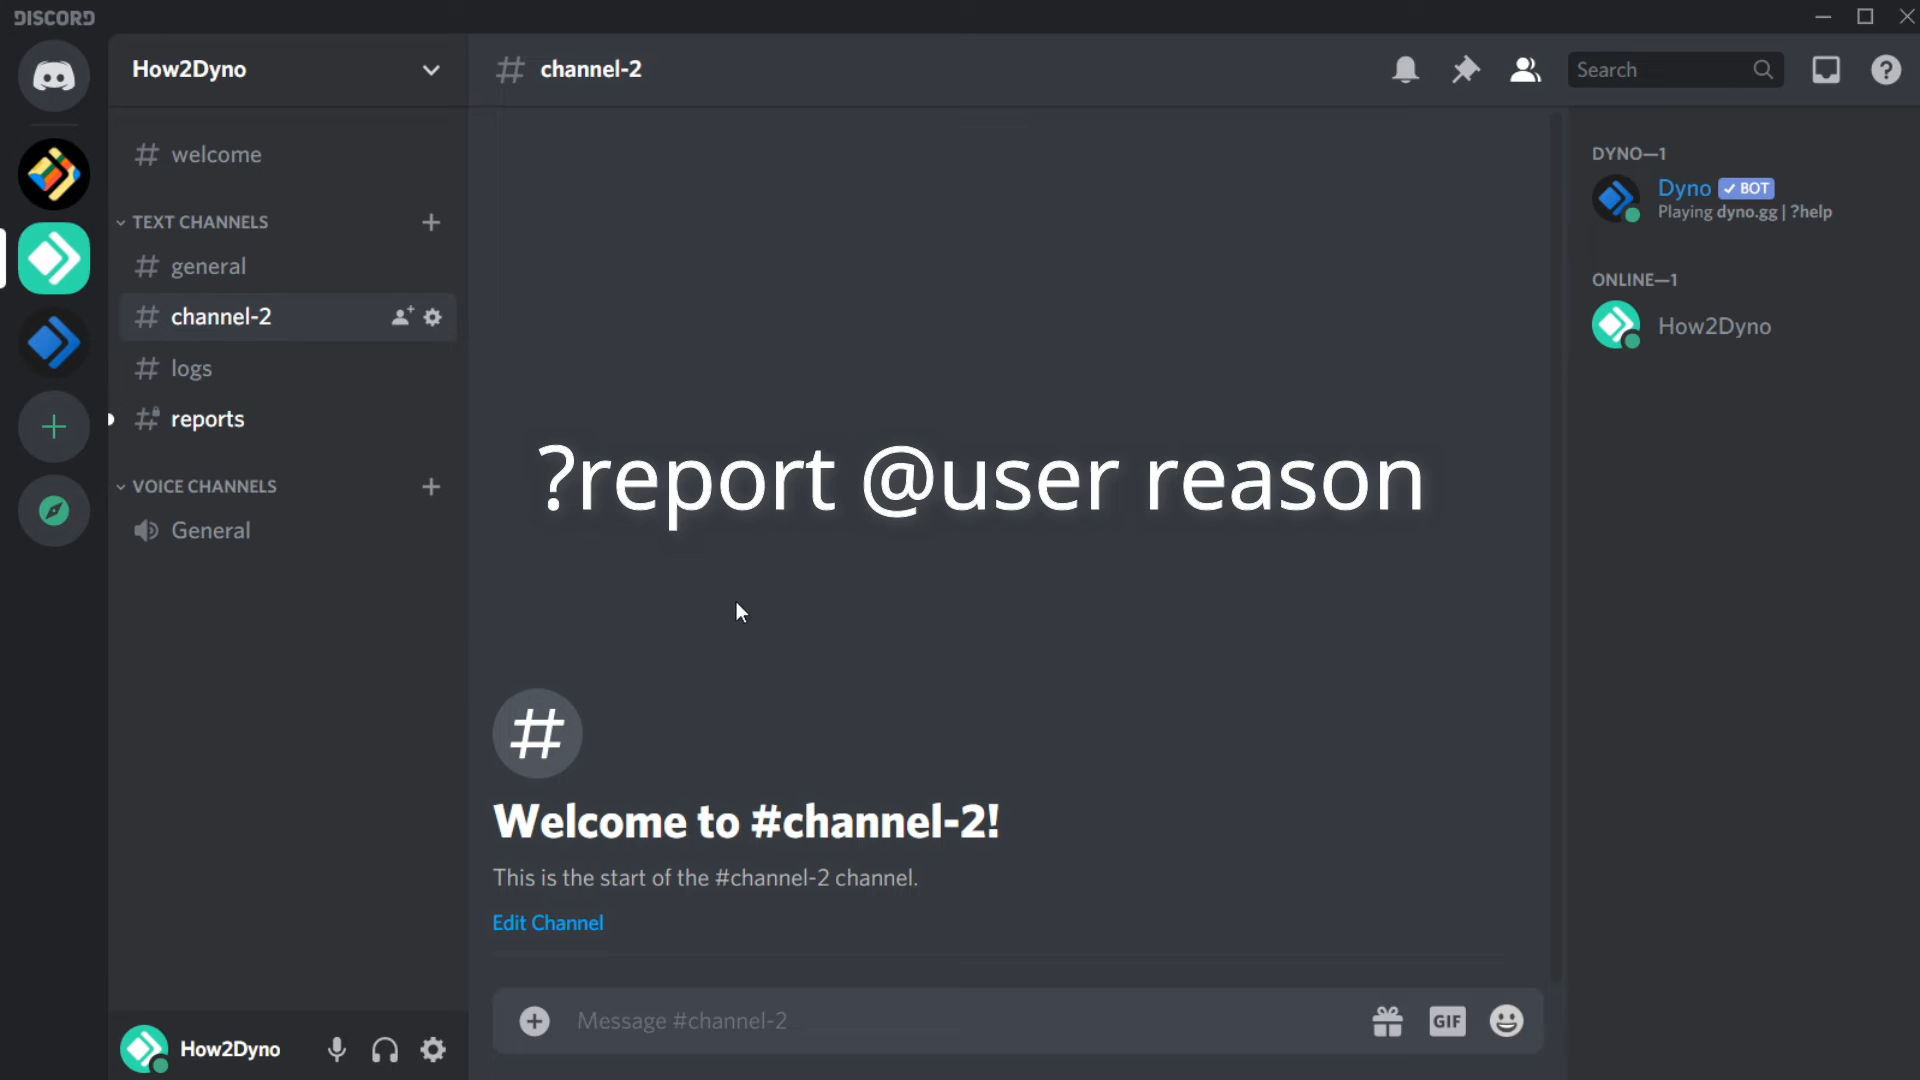 DISCORD
How2Dyno
welcome
TEXT CHANNELS
general
channel-2
logs
reports
VOICE CHANNELS
General
How2Dyno
channel-2
Search
?report @user reason
Welcome to #channel-2!
This is the start of the #channel-2 channel.
Edit Channel
Message #channel-2
GIF
DYNO—1
Dyno ✓ BOT
Playing dyno.gg | ?help
ONLINE—1
How2Dyno